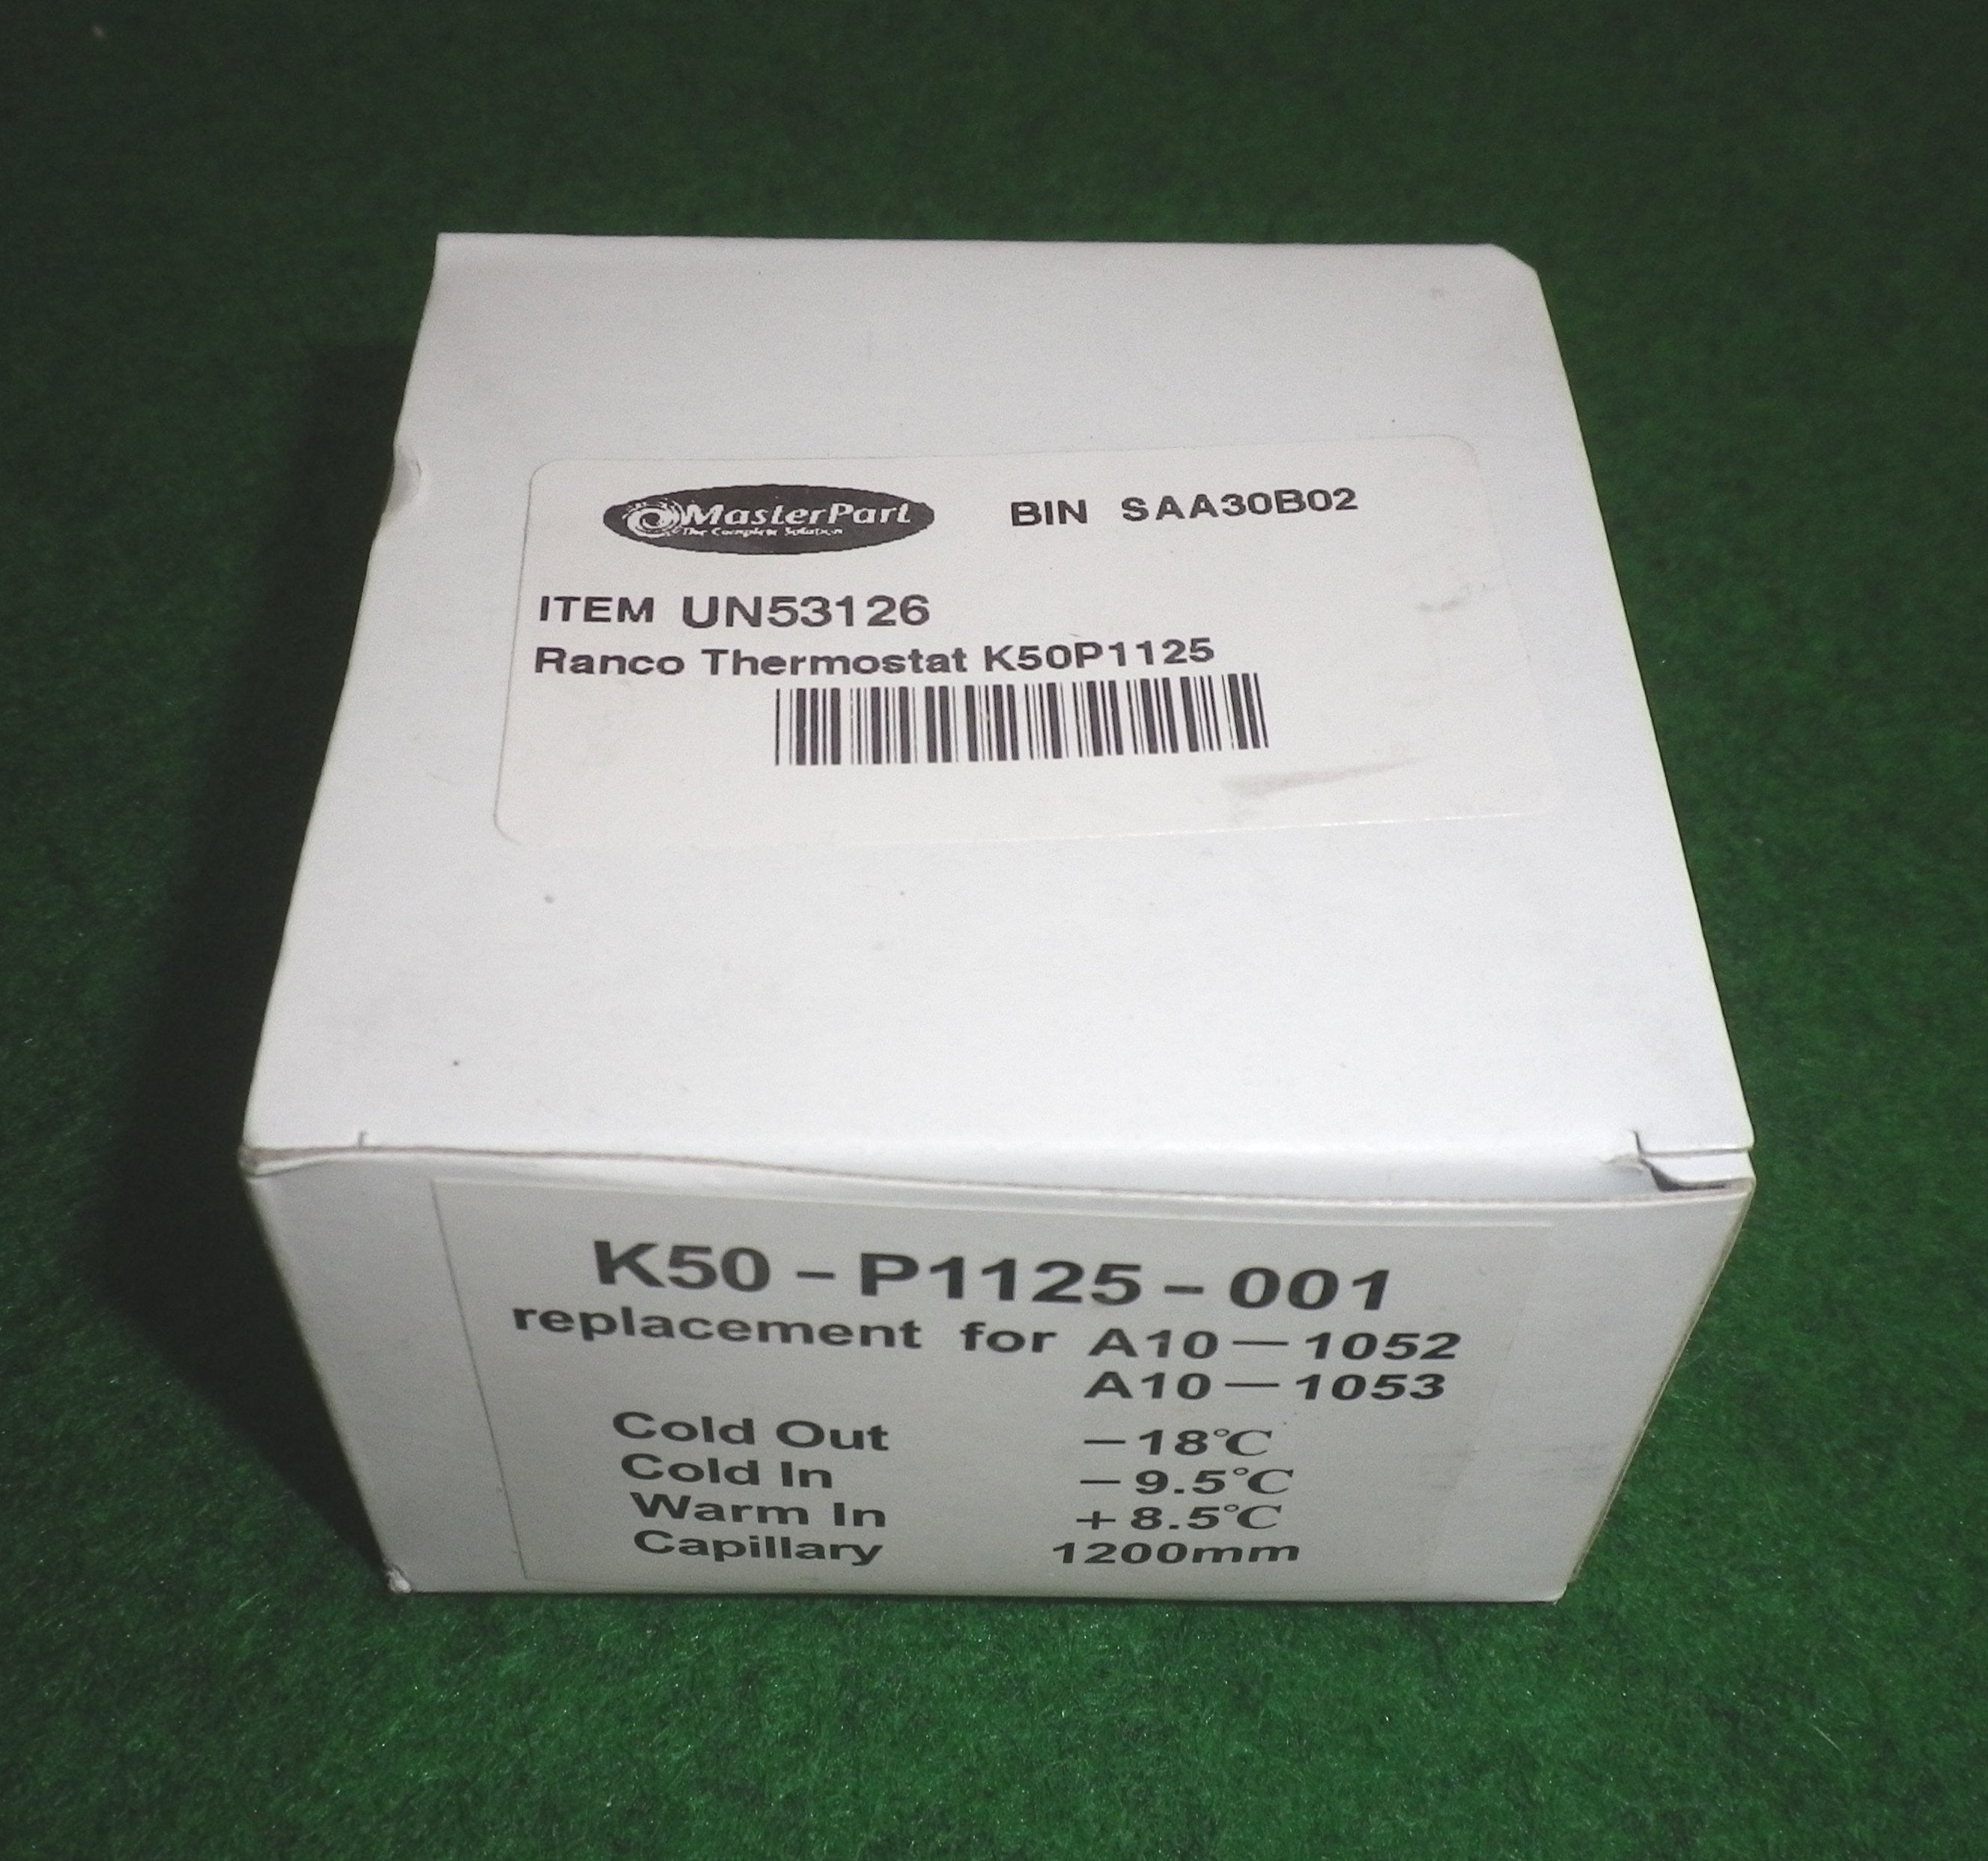 MasterPart
The Complete Solution
BIN SAA30B02
ITEM UN53126
Ranco Thermostat K50P1125
K50-P1125-001
replacement for A10-1052
A10-1053
Cold Out -18℃
Cold In -9.5℃
Warm In +8.5℃
Capillary 1200mm